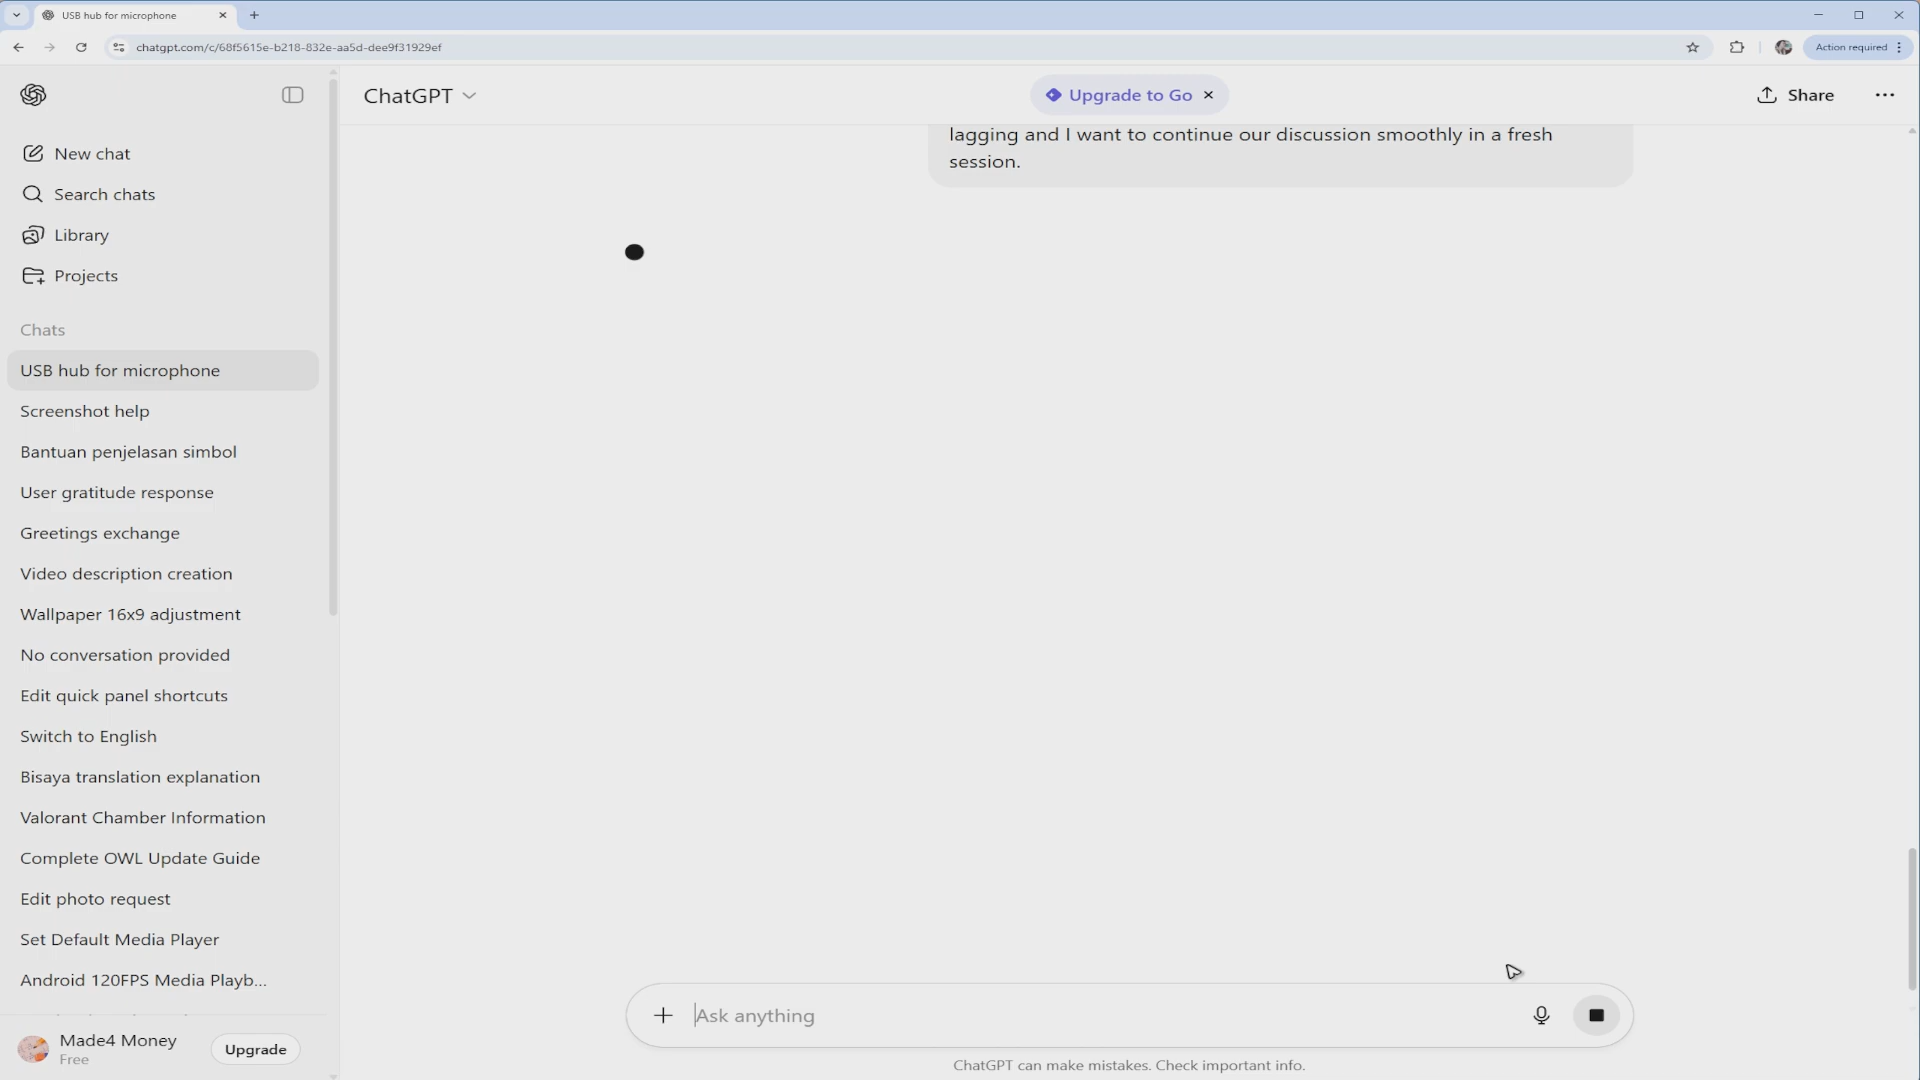 USB hub for microphone
chatgpt.com/c/68f5615e-b218-832e-aa5d-dee9f31929ef
Action required
ChatGPT
Upgrade to Go
Share
New chat
Search chats
Library
Projects
Chats
USB hub for microphone
Screenshot help
Bantuan penjelasan simbol
User gratitude response
Greetings exchange
Video description creation
Wallpaper 16x9 adjustment
No conversation provided
Edit quick panel shortcuts
Switch to English
Bisaya translation explanation
Valorant Chamber Information
Complete OWL Update Guide
Edit photo request
Set Default Media Player
Android 120FPS Media Playb...
Made4 Money
Free
Upgrade
lagging and I want to continue our discussion smoothly in a fresh
session.
Ask anything
ChatGPT can make mistakes. Check important info.